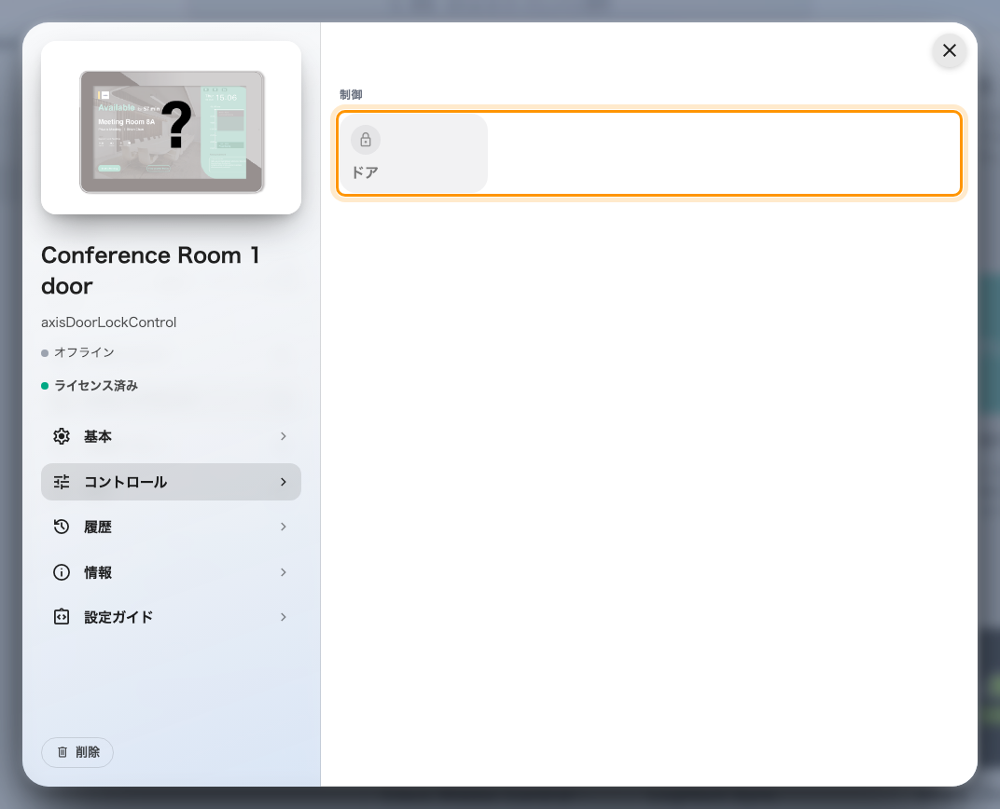 Available
Meeting Room 8A
16:06
?
Conference Room 1
door
axisDoorLockControl
オフライン
ライセンス済み
基本
コントロール
履歴
情報
設定ガイド
削除
制御
ドア